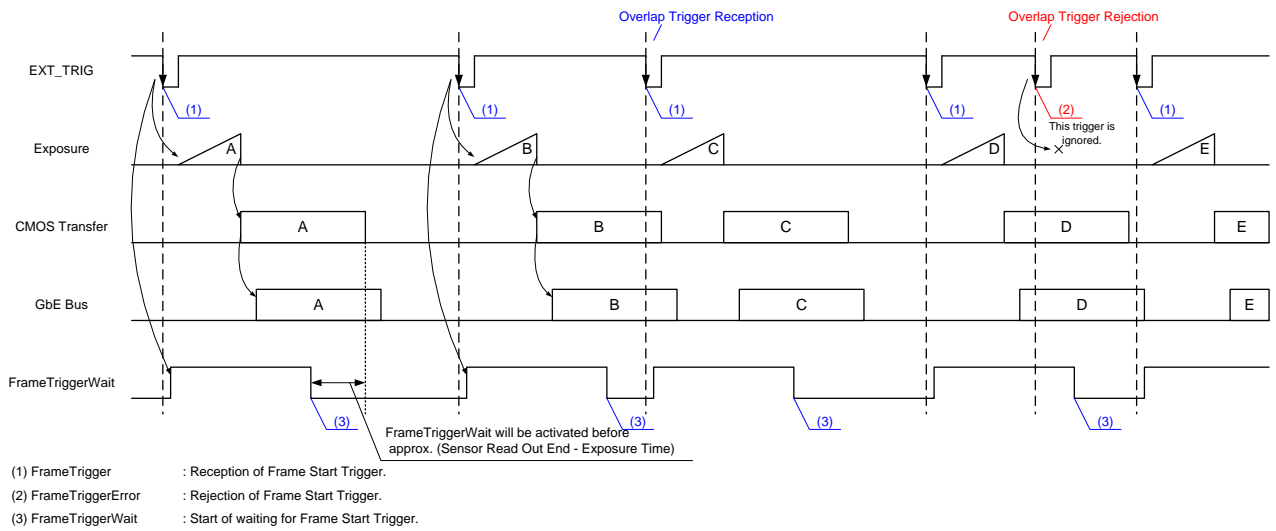 Overlap Trigger Reception
Overlap Trigger Rejection
EXT_TRIG
(1)
(1)
(1)
(1)
(2)
(1)
This trigger is
ignored.
Exposure
A
B
C
D
E
CMOS Transfer
A
B
C
D
E
GbE Bus
A
B
C
D
E
FrameTriggerWait
(3)
(3)
(3)
(3)
FrameTriggerWait will be activated before
approx. (Sensor Read Out End - Exposure Time)
(1) FrameTrigger : Reception of Frame Start Trigger.
(2) FrameTriggerError : Rejection of Frame Start Trigger.
(3) FrameTriggerWait : Start of waiting for Frame Start Trigger.